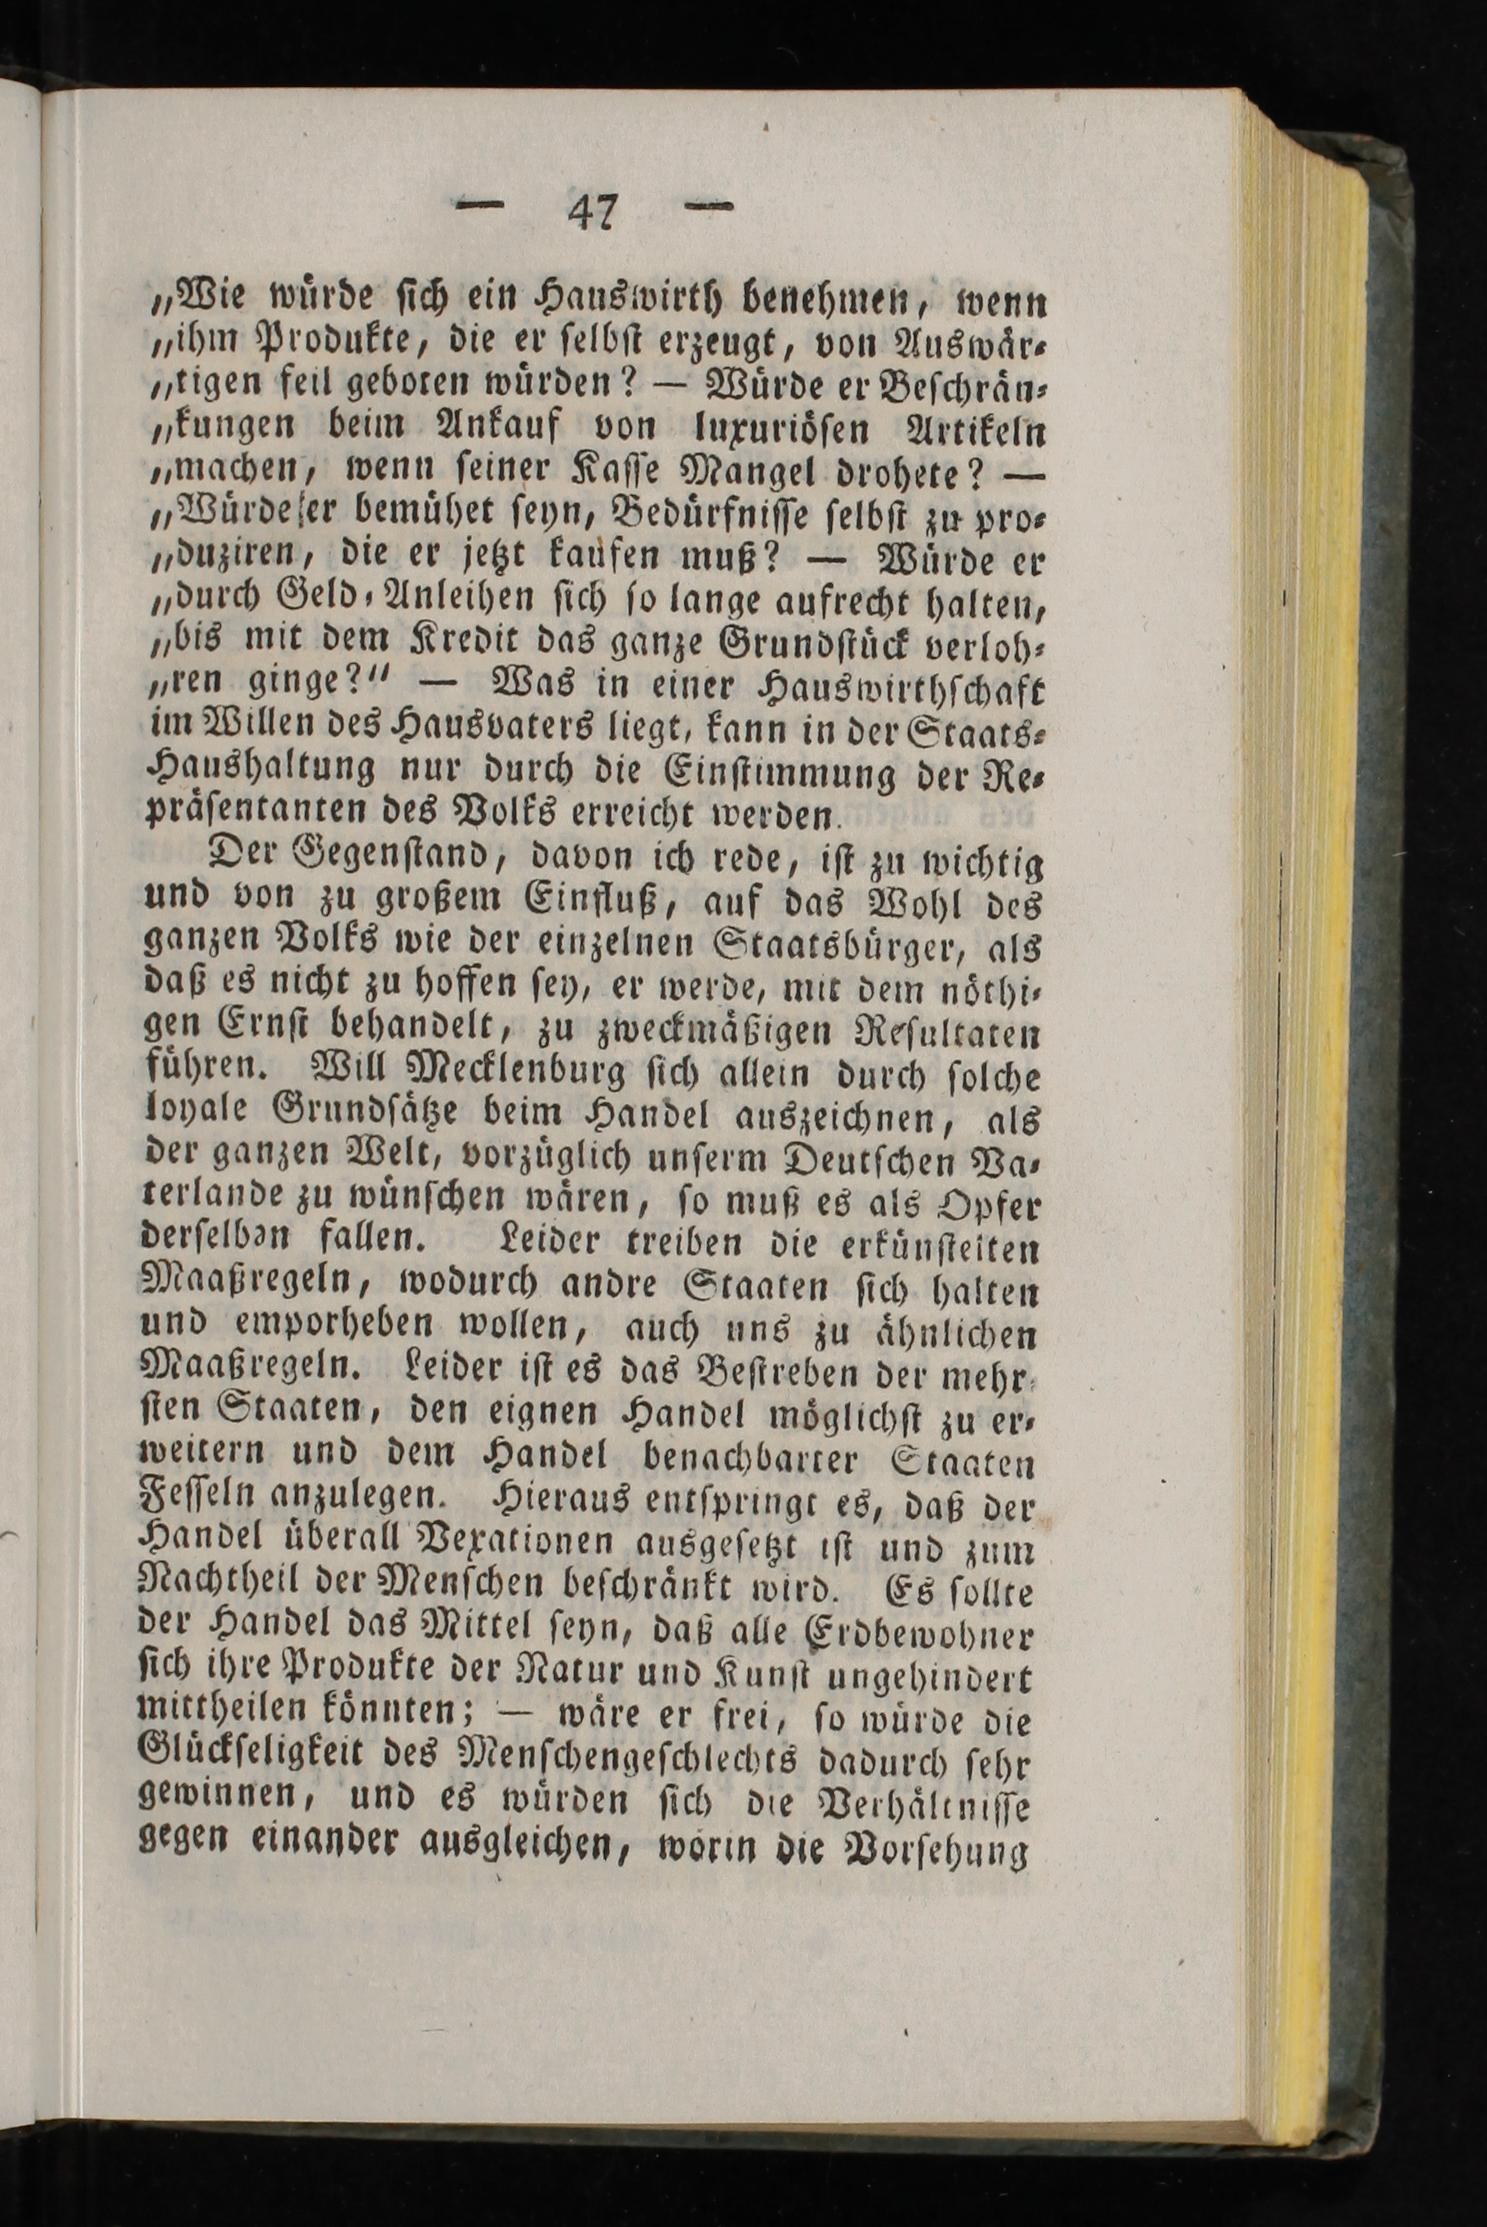 — 47 —
„Wie würde ſich ein Hauswirth benehmen, wenn
„ihm Produkte, die er ſelbſt erzeugt, von Auswär-
„tigen feil geboten würden? — Würde er Beſchrän-
„kungen beim Ankauf von luxuriöſen Artikeln
„machen, wenn ſeiner Kaſſe Mangel drohete? —
„Würde er bemühet ſeyn, Bedürfniſſe ſelbſt zu pro-
„duziren, die er jetzt kaufen muß? — Würde er
„durch Geld-Anleihen ſich ſo lange aufrecht halten,
„bis mit dem Kredit das ganze Grundſtück verloh-
„ren ginge?“ — Was in einer Hauswirthſchaft
im Willen des Hausvaters liegt, kann in der Staats-
Haushaltung nur durch die Einſtimmung der Re-
präſentanten des Volks erreicht werden.
Der Gegenſtand, davon ich rede, iſt zu wichtig
und von zu großem Einfluß, auf das Wohl des
ganzen Volks wie der einzelnen Staatsbürger, als
daß es nicht zu hoffen ſey, er werde, mit dem nöthi-
gen Ernſt behandelt, zu zweckmäßigen Reſultaten
führen. Will Mecklenburg ſich allein durch ſolche
loyale Grundſätze beim Handel auszeichnen, als
der ganzen Welt, vorzüglich unſerm Deutſchen Va-
terlande zu wünſchen wären, ſo muß es als Opfer
derſelben fallen. Leider treiben die erkünſtelten
Maaßregeln, wodurch andre Staaten ſich halten
und emporheben wollen, auch uns zu ähnlichen
Maaßregeln. Leider iſt es das Beſtreben der mehr-
ſten Staaten, den eignen Handel möglichſt zu er-
weitern und dem Handel benachbarter Staaten
Feſſeln anzulegen. Hieraus entſpringt es, daß der
Handel überall Vexationen ausgeſetzt iſt und zum
Nachtheil der Menſchen beſchränkt wird. Es ſollte
der Handel das Mittel ſeyn, daß alle Erdbewohner
ſich ihre Produkte der Natur und Kunſt ungehindert
mittheilen könnten; — wäre er frei, ſo würde die
Glückſeligkeit des Menſchengeſchlechts dadurch ſehr
gewinnen, und es würden ſich die Verhältniſſe
gegen einander ausgleichen, worin die Vorſehung